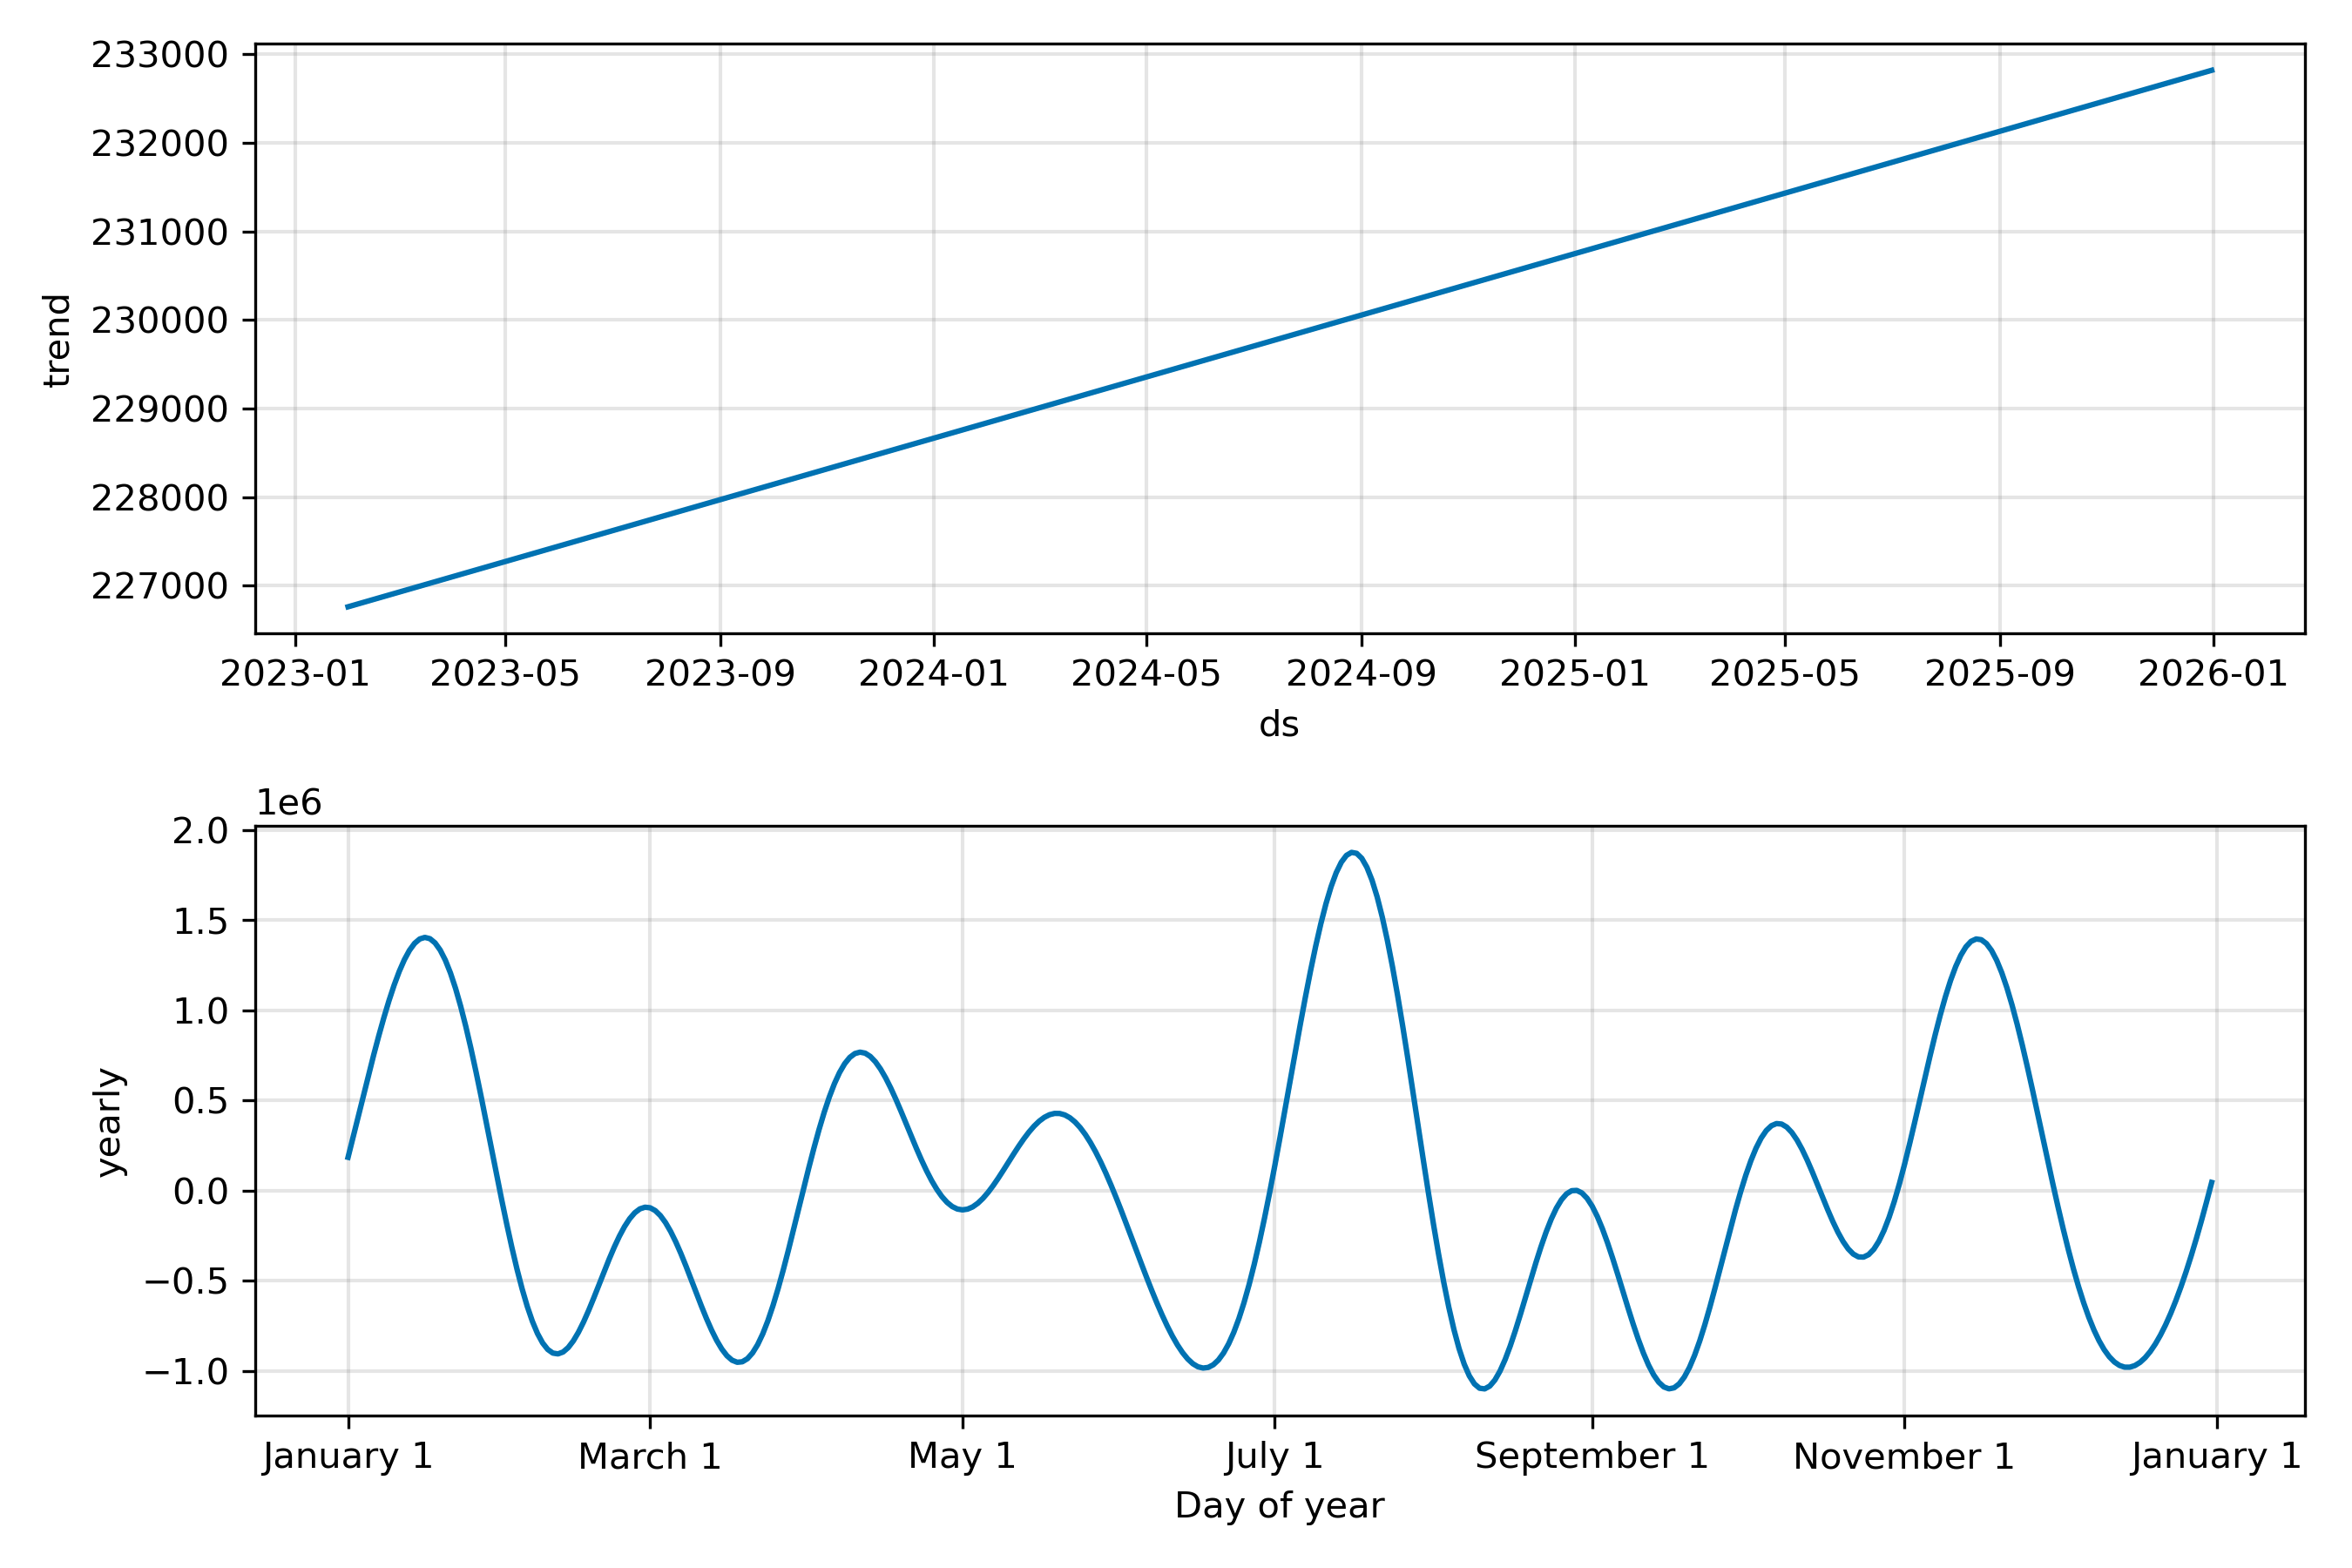 233000
232000
231000
230000
229000
228000
227000
trend
2023-01 2023-05 2023-09 2024-01 2024-05 2024-09 2025-01 2025-05 2025-09 2026-01
ds
1e6
2.0
1.5
1.0
0.5
0.0
−0.5
−1.0
yearly
January 1 March 1 May 1 July 1 September 1 November 1 January 1
Day of year